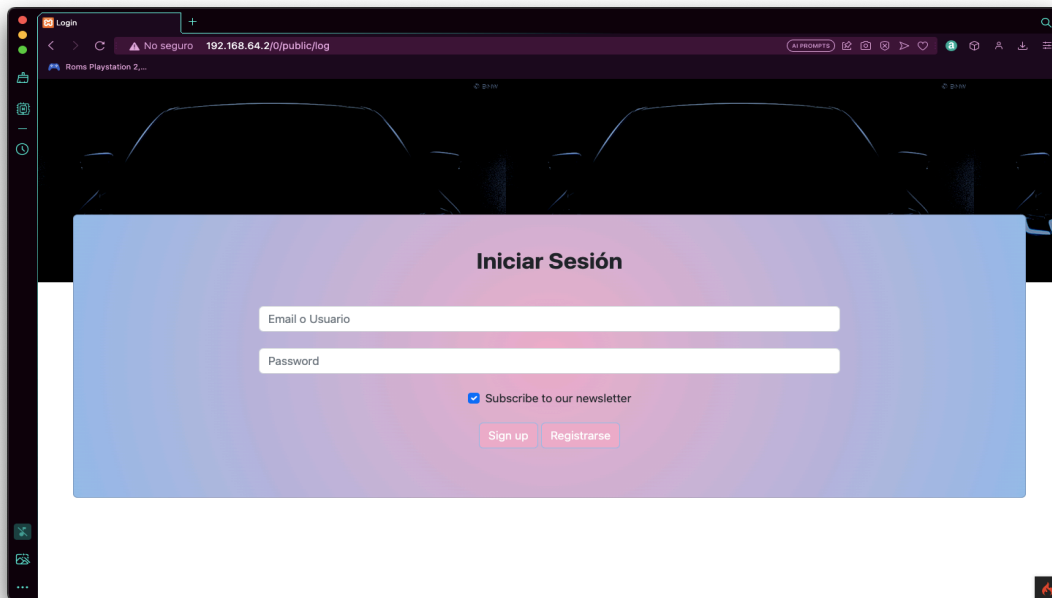 Login
No seguro 192.168.64.2/0/public/log
AI PROMPTS
Roms Playstation 2,...
Iniciar Sesión
Email o Usuario
Password
Subscribe to our newsletter
Sign up Registrarse